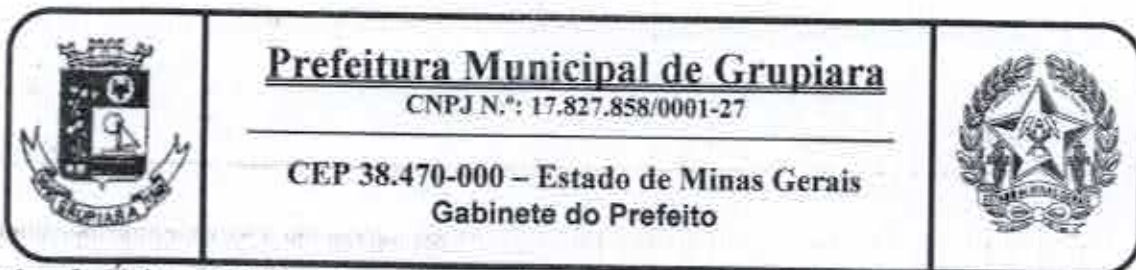 Prefeitura Municipal de Grupiara
CNPJ N.º: 17.827.858/0001-27
CEP 38.470-000 – Estado de Minas Gerais
Gabinete do Prefeito
GRUPIARA